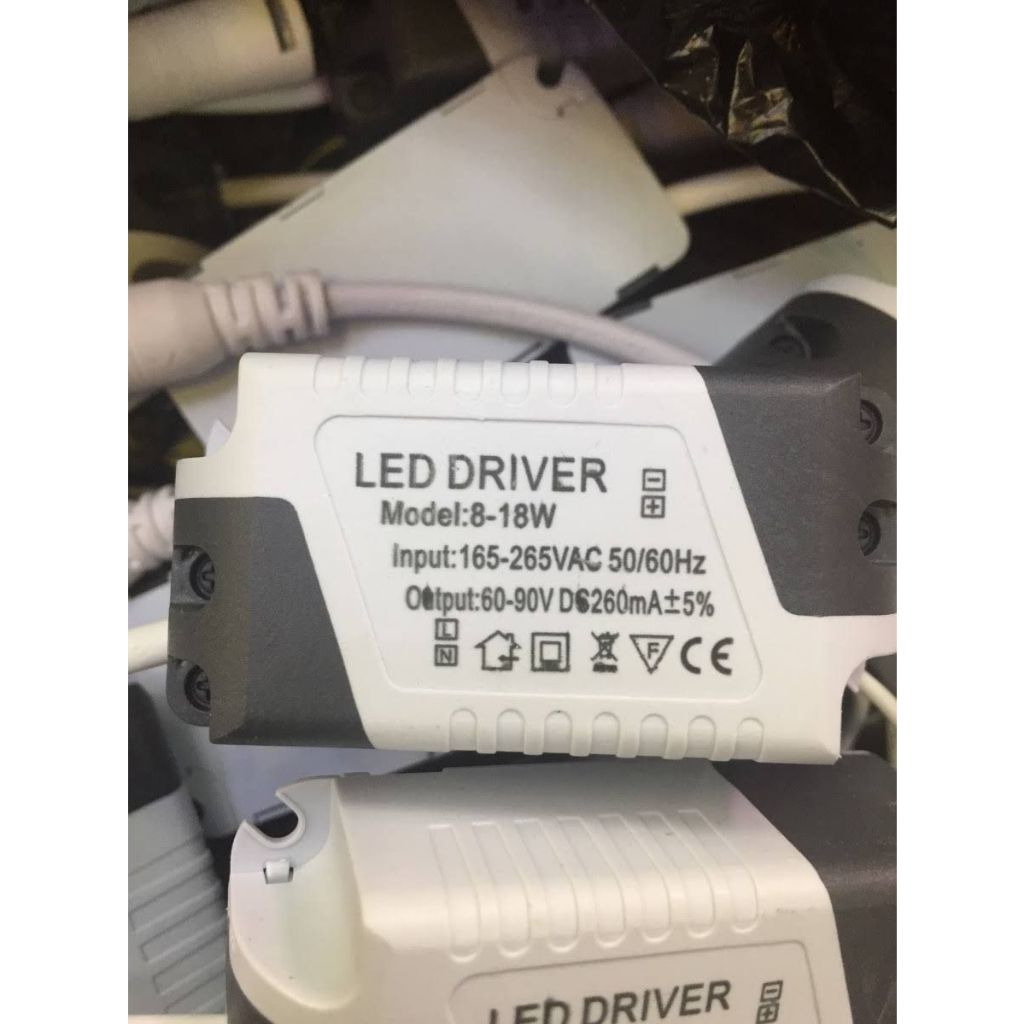 LED DRIVER
Model:8-18W
Input:165-265VAC 50/60Hz
Output:60-90V DC260mA±5%
L
N
F
CE
LED DRIVER